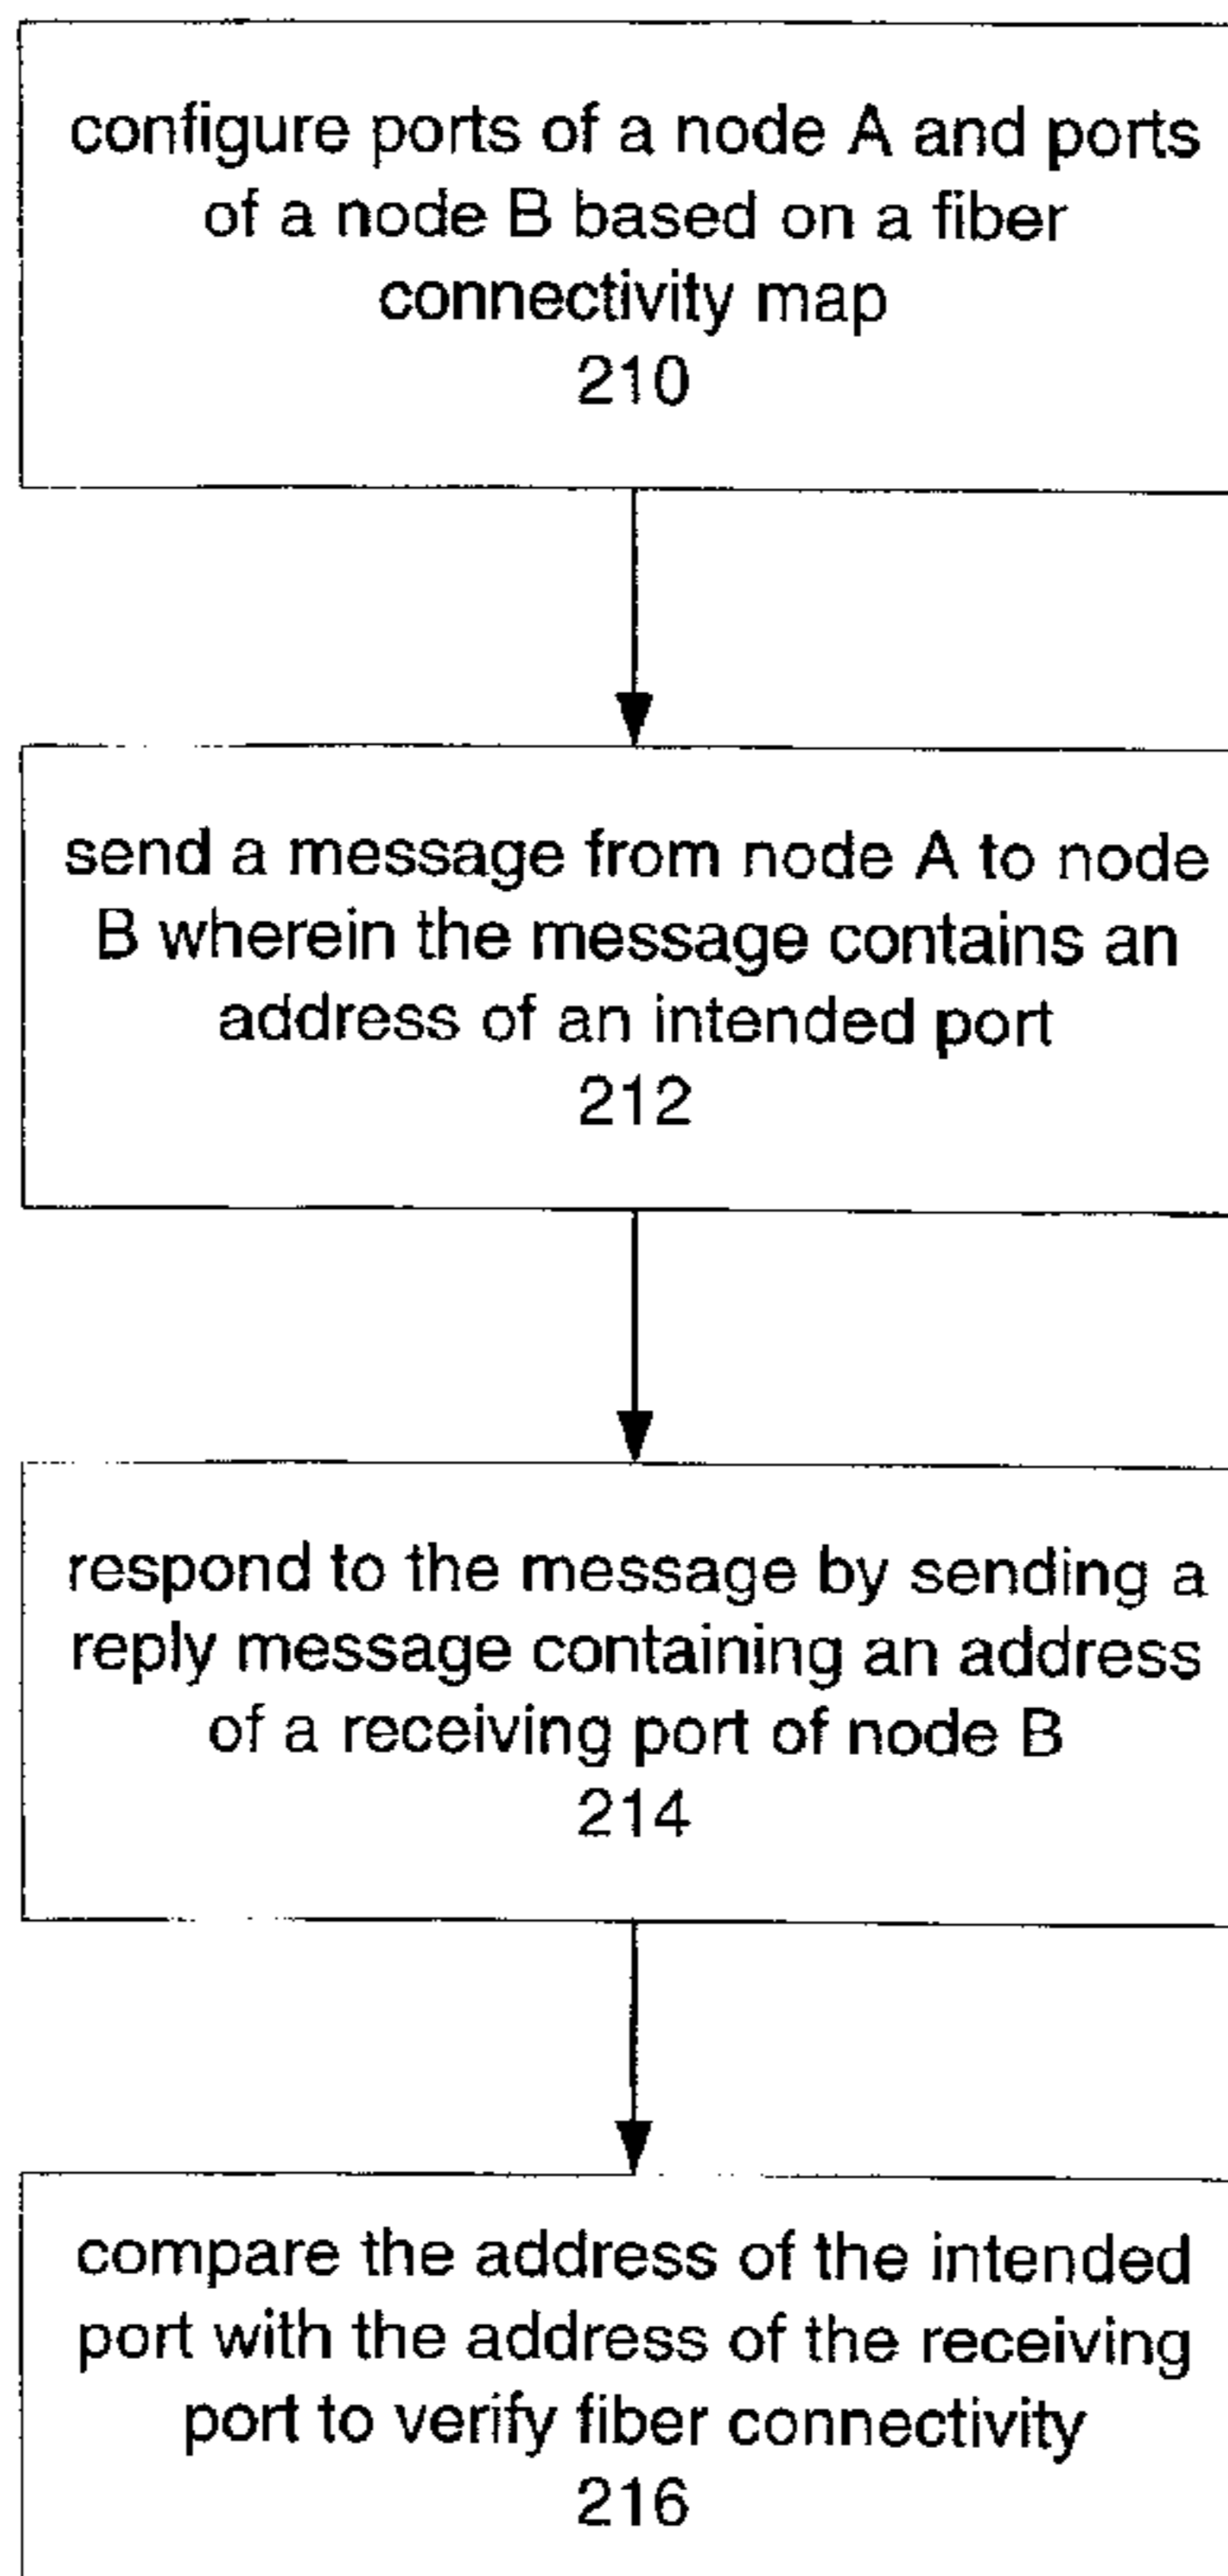 configure ports of a node A and ports
of a node B based on a fiber
connectivity map
210
send a message from node A to node
B wherein the message contains an
address of an intended port
212
respond to the message by sending a
reply message containing an address
of a receiving port of node B
214
compare the address of the intended
port with the address of the receiving
port to verify fiber connectivity
216